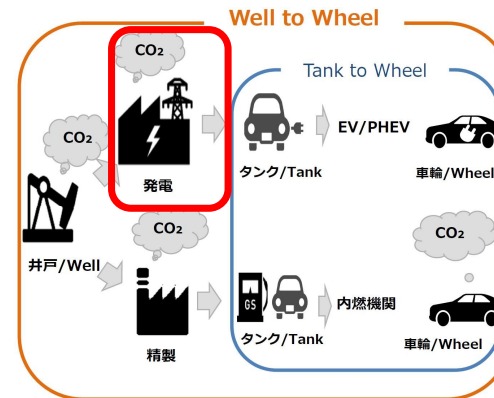 Well to Wheel
CO₂
Tank to Wheel
CO₂
EV/PHEV
発電
タンク/Tank
車輪/Wheel
CO₂
CO₂
井戸/Well
GS
内燃機関
精製
タンク/Tank
車輪/Wheel